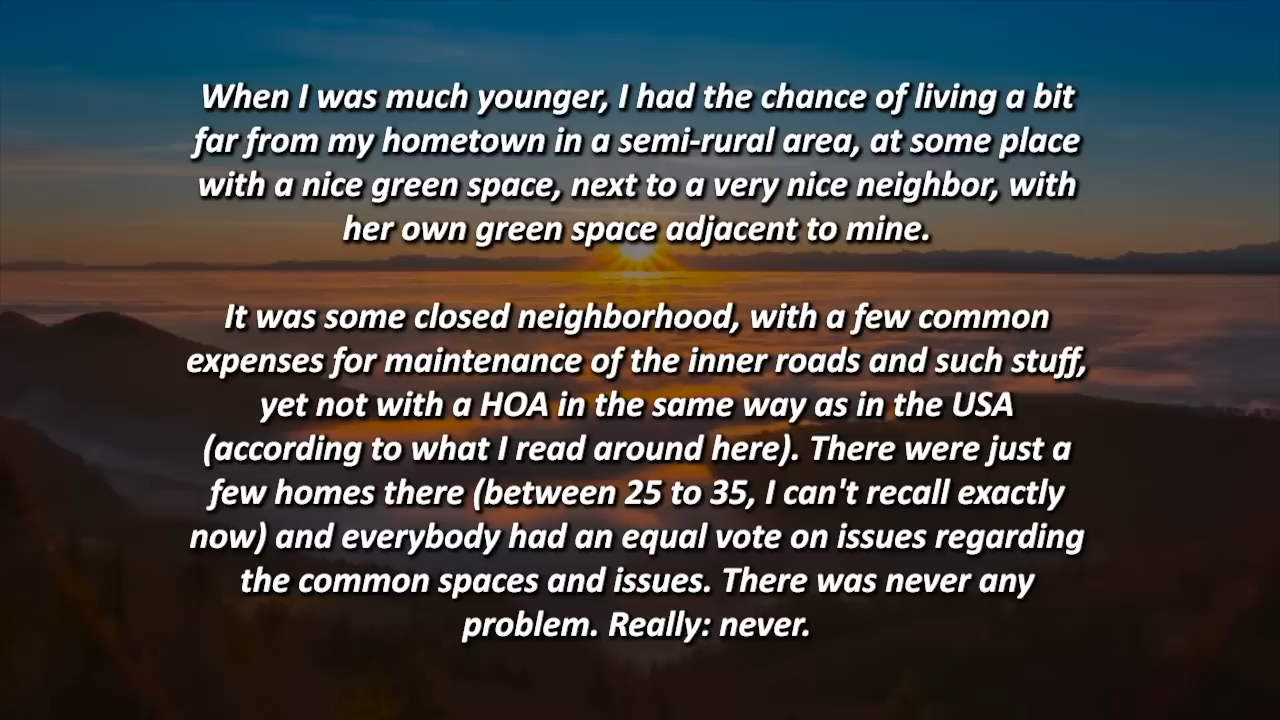 When I was much younger, I had the chance of living a bit
far from my hometown in a semi-rural area, at some place
with a nice green space, next to a very nice neighbor, with
her own green space adjacent to mine.
It was some closed neighborhood, with a few common
expenses for maintenance of the inner roads and such stuff,
yet not with a HOA in the same way as in the USA
(according to what I read around here). There were just a
few homes there (between 25 to 35, I can't recall exactly
now) and everybody had an equal vote on issues regarding
the common spaces and issues. There was never any
problem. Really: never.